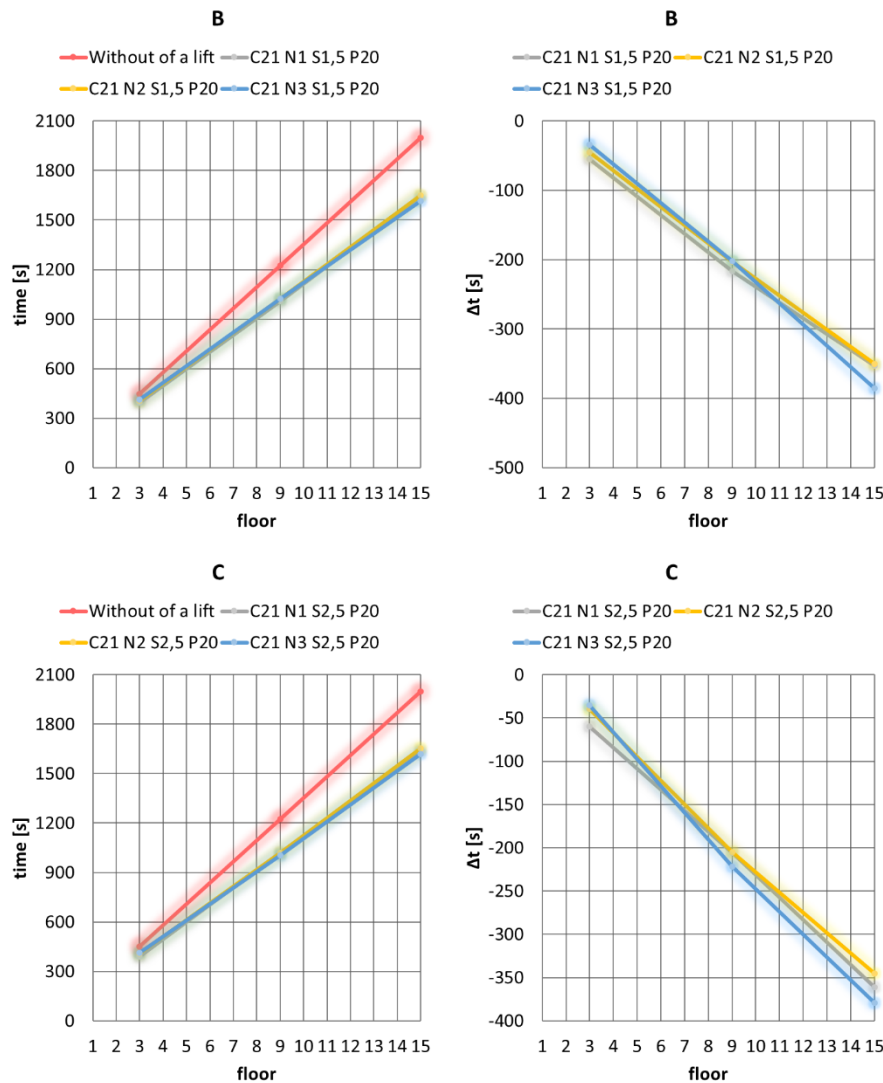 B
Without of a lift C21 N1 S1,5 P20
C21 N2 S1,5 P20 C21 N3 S1,5 P20
2100
1800
1500
1200
900
600
300
0
time [s]
1 2 3 4 5 6 7 8 9 10 11 12 13 14 15
floor
B
C21 N1 S1,5 P20 C21 N2 S1,5 P20
C21 N3 S1,5 P20
0
-100
-200
-300
-400
-500
Δt [s]
1 2 3 4 5 6 7 8 9 10 11 12 13 14 15
floor
C
Without of a lift C21 N1 S2,5 P20
C21 N2 S2,5 P20 C21 N3 S2,5 P20
2100
1800
1500
1200
900
600
300
0
time [s]
1 2 3 4 5 6 7 8 9 10 11 12 13 14 15
floor
C
C21 N1 S2,5 P20 C21 N2 S2,5 P20
C21 N3 S2,5 P20
0
-50
-100
-150
-200
-250
-300
-350
-400
Δt [s]
1 2 3 4 5 6 7 8 9 10 11 12 13 14 15
floor